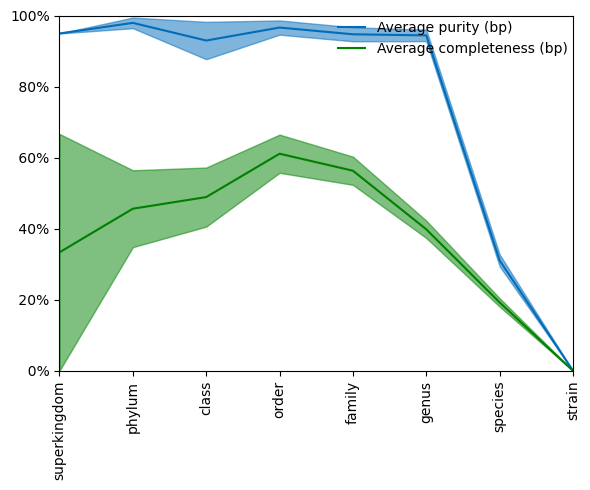 100%
Average purity (bp)
Average completeness (bp)
80%
60%
40%
20%
0%
superkingdom
phylum
class
order
family
genus
species
strain